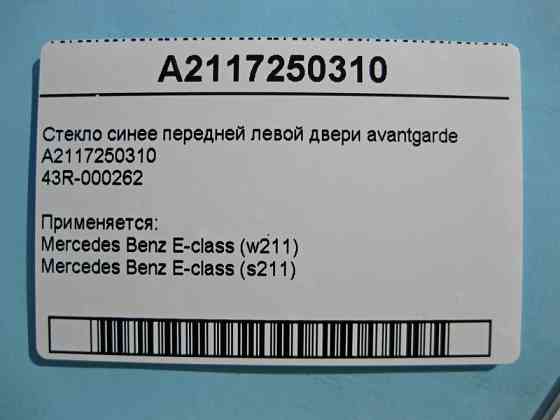 A2117250310
Стекло синее передней левой двери avantgarde
A2117250310
43R-000262
Применяется:
Mercedes Benz E-class (w211)
Mercedes Benz E-class (s211)